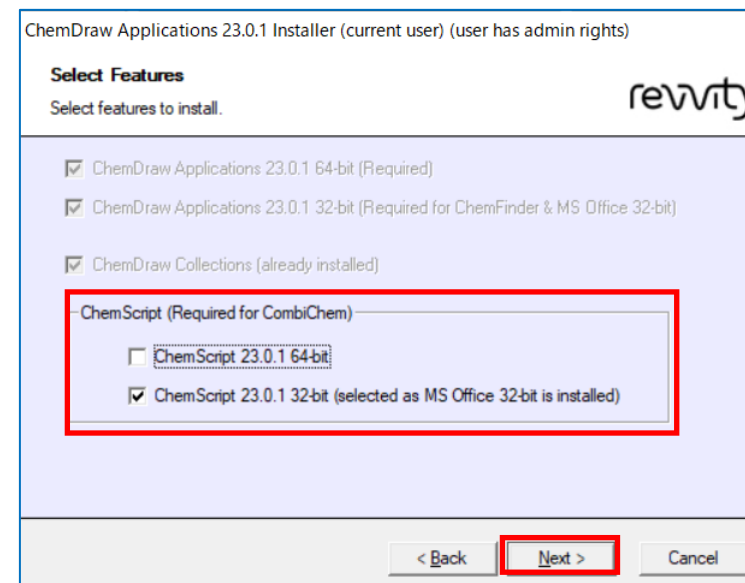 ChemDraw Applications 23.0.1 Installer (current user) (user has admin rights)
Select Features
Select features to install.
revvity
ChemDraw Applications 23.0.1 64-bit (Required)
ChemDraw Applications 23.0.1 32-bit (Required for ChemFinder & MS Office 32-bit)
ChemDraw Collections (already installed)
ChemScript (Required for CombiChem)
ChemScript 23.0.1 64-bit
ChemScript 23.0.1 32-bit (selected as MS Office 32-bit is installed)
< Back Next > Cancel